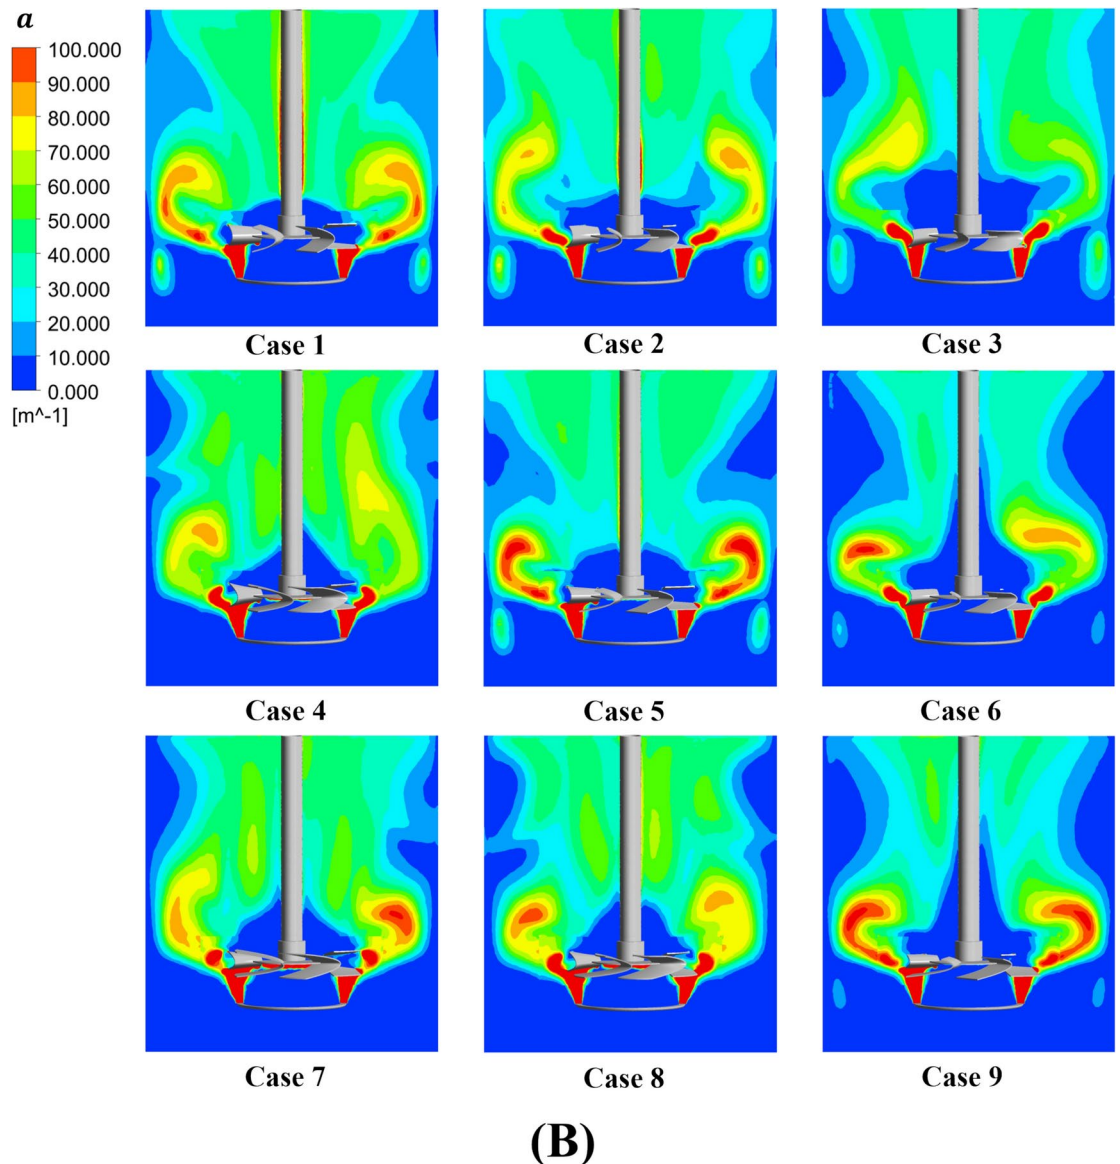 a
100.000
90.000
80.000
70.000
60.000
50.000
40.000
30.000
20.000
10.000
0.000
[m^-1]
Case 1
Case 2
Case 3
Case 4
Case 5
Case 6
Case 7
Case 8
Case 9
(B)